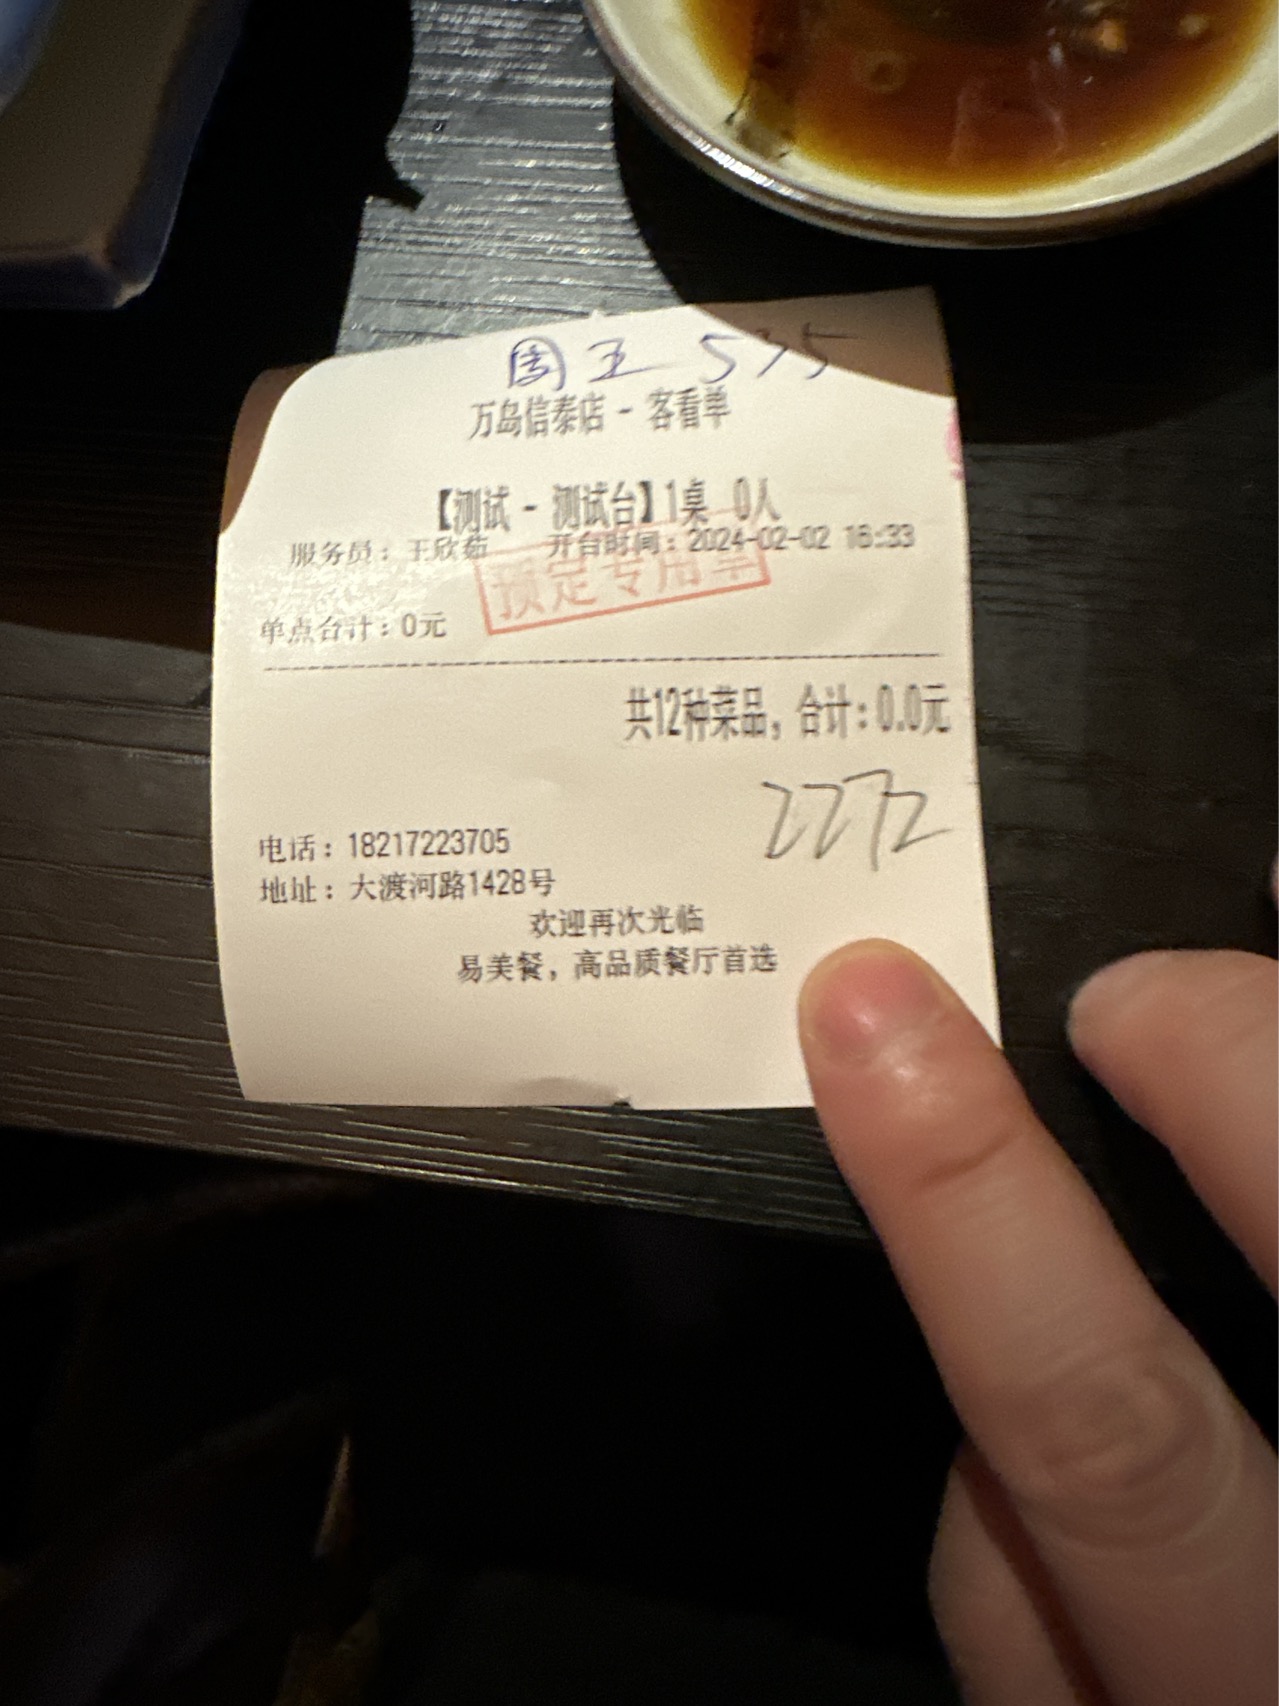 国王 535
万岛信泰店 - 客看单
【测试 - 测试台】1桌 0人
服务员：王欣茹 开台时间：2024-02-02 16:33
预定专用章
单点合计：0元
共12种菜品，合计：0.0元
2272
电话：18217223705
地址：大渡河路1428号
欢迎再次光临
易美餐，高品质餐厅首选